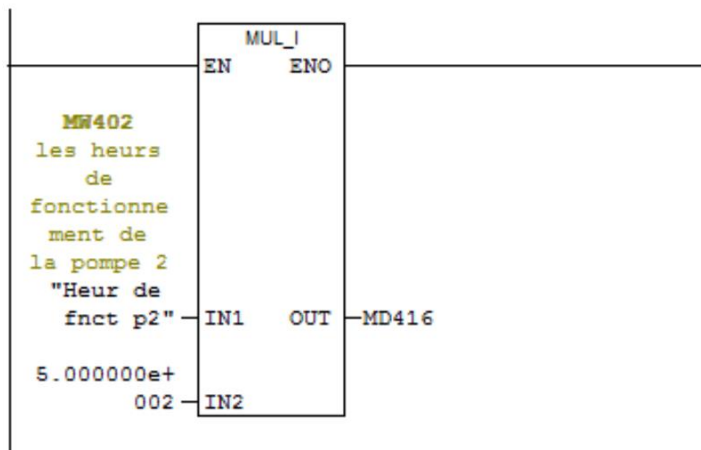 MUL_I
EN ENO
MW402
les heurs
de
fonctionne
ment de
la pompe 2
"Heur de
fnct p2" IN1 OUT MD416
5.000000e+
002 IN2